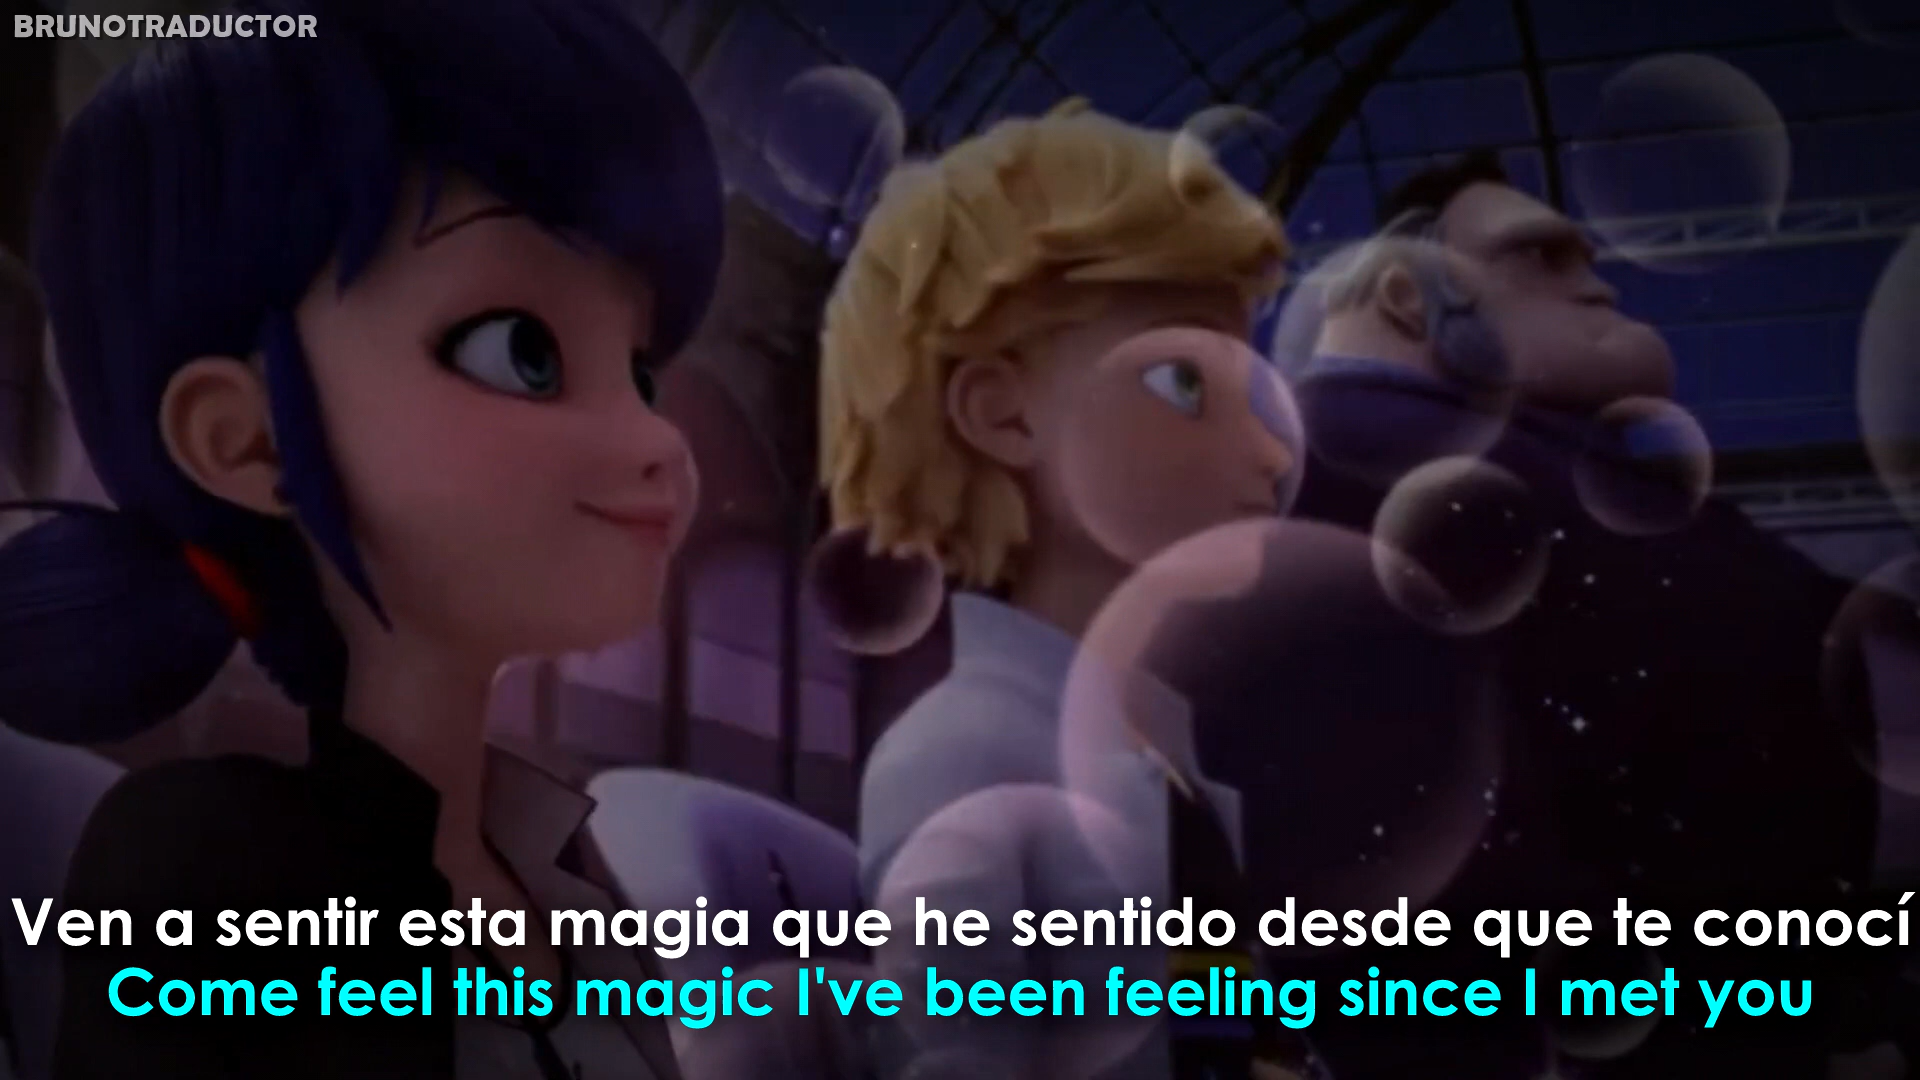 BRUNOTRADUCTOR
Ven a sentir esta magia que he sentido desde que te conocí
Come feel this magic I've been feeling since I met you